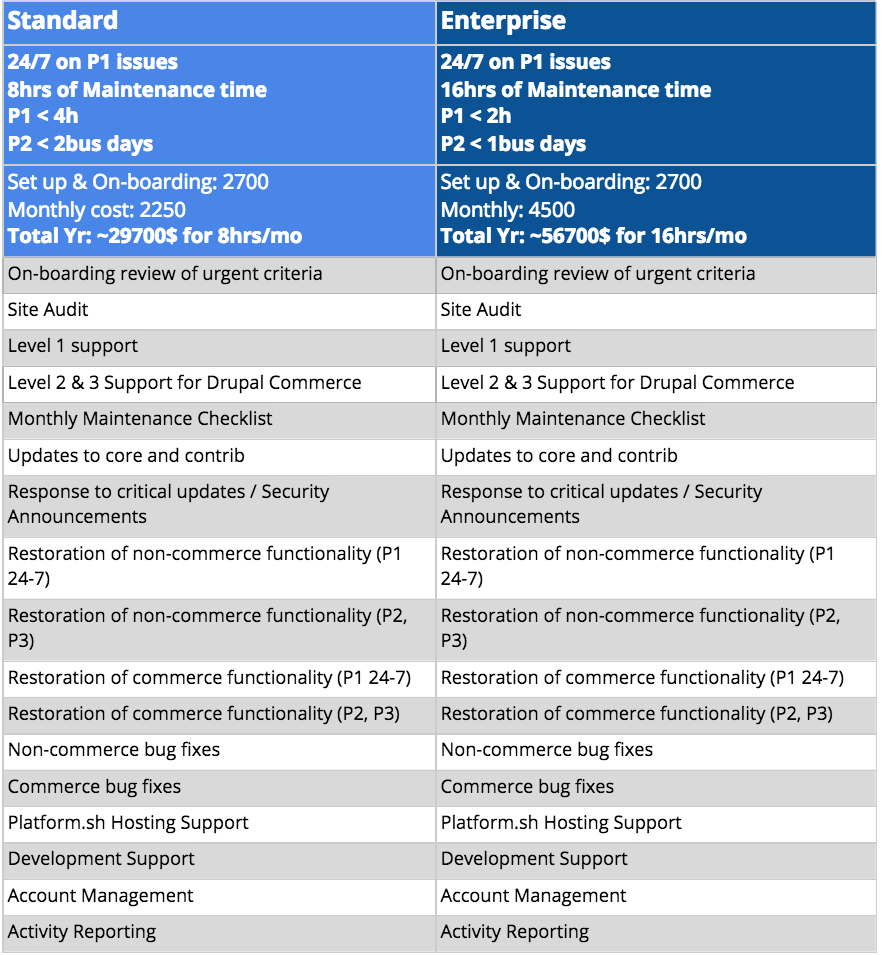 Standard
Enterprise
24/7 on P1 issues
8hrs of Maintenance time
P1 < 4h
P2 < 2bus days
24/7 on P1 issues
16hrs of Maintenance time
P1 < 2h
P2 < 1bus days
Set up & On-boarding: 2700
Monthly cost: 2250
Total Yr: ~29700$ for 8hrs/mo
Set up & On-boarding: 2700
Monthly: 4500
Total Yr: ~56700$ for 16hrs/mo
On-boarding review of urgent criteria
On-boarding review of urgent criteria
Site Audit
Site Audit
Level 1 support
Level 1 support
Level 2 & 3 Support for Drupal Commerce
Level 2 & 3 Support for Drupal Commerce
Monthly Maintenance Checklist
Monthly Maintenance Checklist
Updates to core and contrib
Updates to core and contrib
Response to critical updates / Security
Announcements
Response to critical updates / Security
Announcements
Restoration of non-commerce functionality (P1
24-7)
Restoration of non-commerce functionality (P1
24-7)
Restoration of non-commerce functionality (P2,
P3)
Restoration of non-commerce functionality (P2,
P3)
Restoration of commerce functionality (P1 24-7)
Restoration of commerce functionality (P1 24-7)
Restoration of commerce functionality (P2, P3)
Restoration of commerce functionality (P2, P3)
Non-commerce bug fixes
Non-commerce bug fixes
Commerce bug fixes
Commerce bug fixes
Platform.sh Hosting Support
Platform.sh Hosting Support
Development Support
Development Support
Account Management
Account Management
Activity Reporting
Activity Reporting